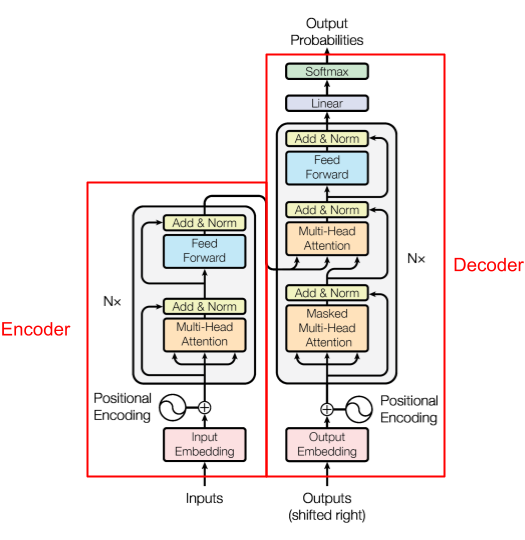 Output
Probabilities
Softmax
Linear
Add & Norm
Feed
Forward
Add & Norm
Multi-Head
Attention
Add & Norm
Masked
Multi-Head
Attention
N×
Decoder
Positional
Encoding
Output
Embedding
Outputs
(shifted right)
Add & Norm
Feed
Forward
Add & Norm
Multi-Head
Attention
N×
Encoder
Positional
Encoding
Input
Embedding
Inputs